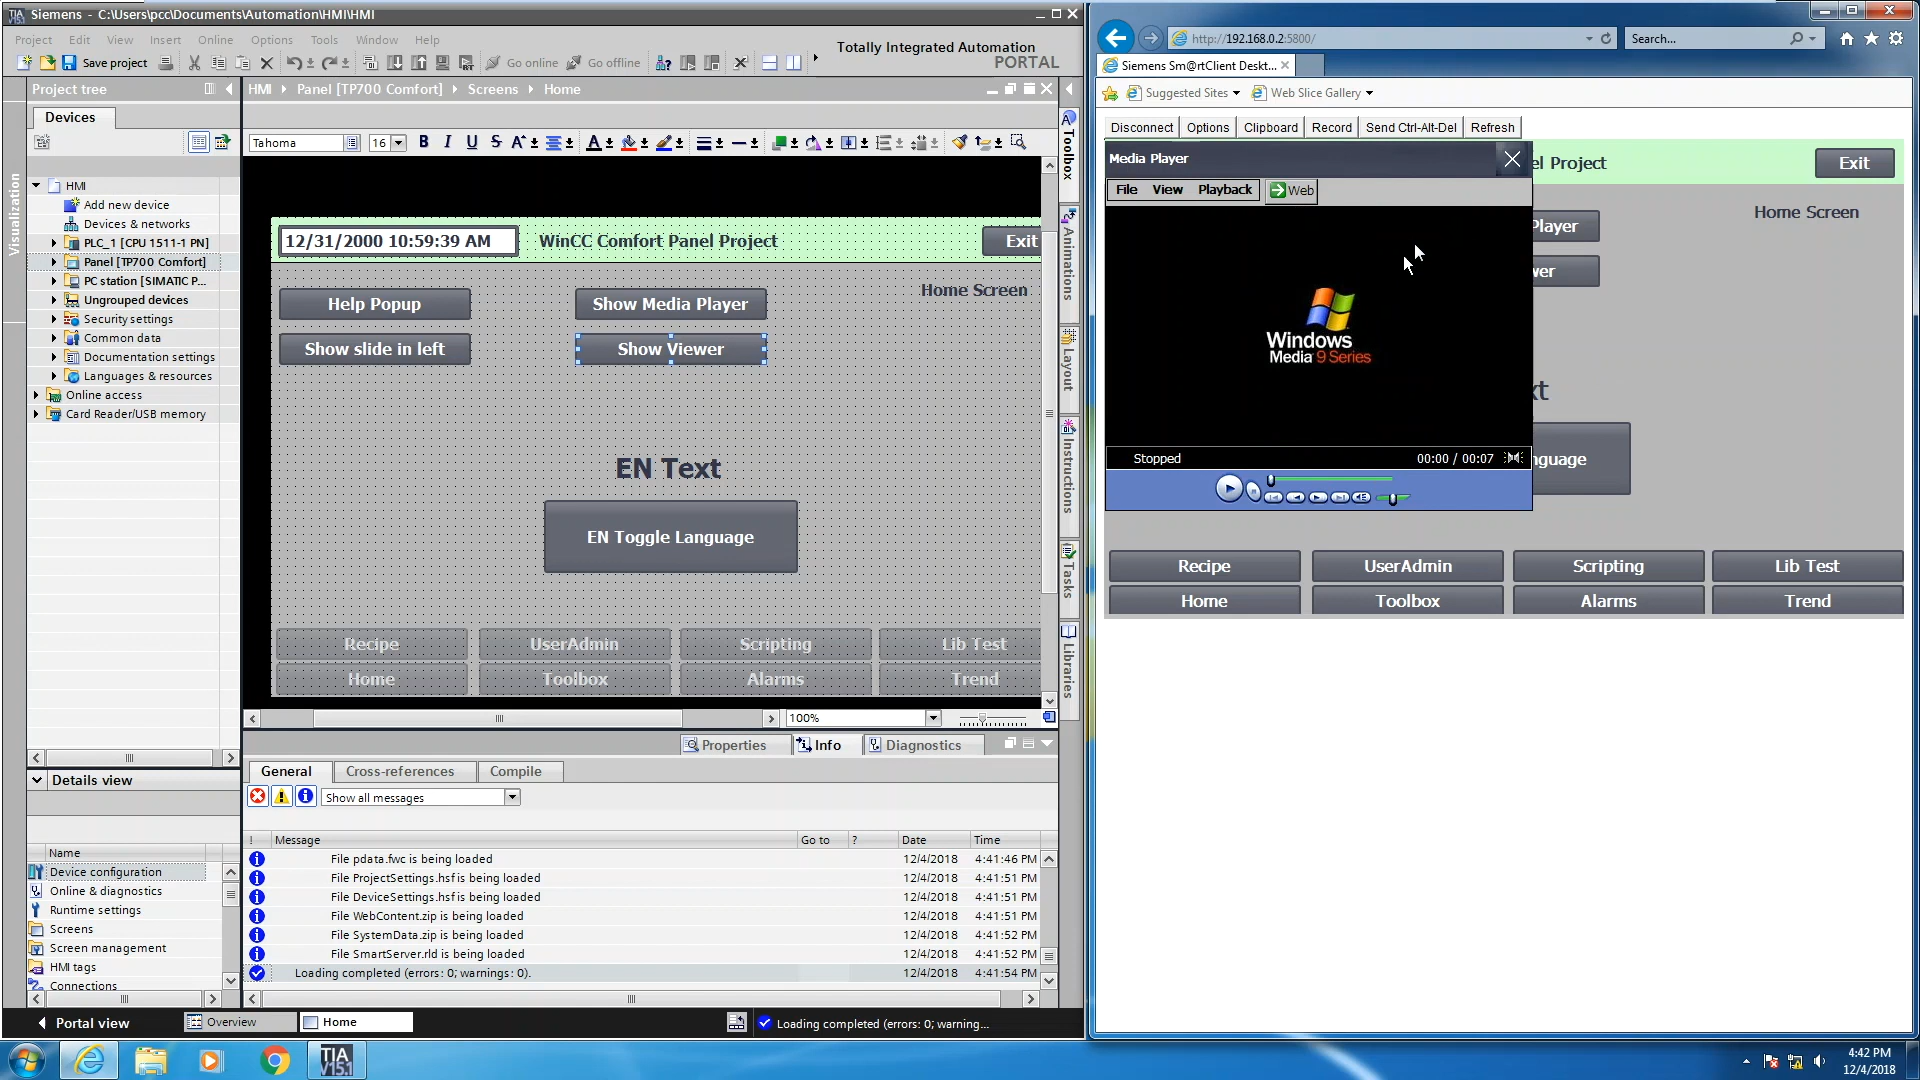 Siemens - C:\Users\pcc\Documents\Automation\HMI\HMI
Project Edit View Insert Online Options Tools Window Help
Totally Integrated Automation
PORTAL
Save project
Go online
Go offline
Project tree
HMI Panel [TP700 Comfort] Screens Home
Devices
Tahoma
16
B I U S
Visualization
HMI
Add new device
Devices & networks
PLC_1 [CPU 1511-1 PN]
Panel [TP700 Comfort]
PC station [SIMATIC P...
Ungrouped devices
Security settings
Common data
Documentation settings
Languages & resources
Online access
Card Reader/USB memory
12/31/2000 10:59:39 AM
WinCC Comfort Panel Project
Exit
Help Popup
Show Media Player
Home Screen
Show slide in left
Show Viewer
EN Text
EN Toggle Language
Recipe UserAdmin Scripting Lib Test
Home Toolbox Alarms Trend
100%
Toolbox
Animations
Layout
Instructions
Tasks
Libraries
Properties
Info
Diagnostics
General
Cross-references
Compile
Show all messages
! Message Go to ? Date Time
File pdata.fwc is being loaded 12/4/2018 4:41:46 PM
File ProjectSettings.hsf is being loaded 12/4/2018 4:41:51 PM
File DeviceSettings.hsf is being loaded 12/4/2018 4:41:51 PM
File WebContent.zip is being loaded 12/4/2018 4:41:51 PM
File SystemData.zip is being loaded 12/4/2018 4:41:52 PM
File SmartServer.rld is being loaded 12/4/2018 4:41:52 PM
Loading completed (errors: 0; warnings: 0). 12/4/2018 4:41:54 PM
Details view
Name
Device configuration
Online & diagnostics
Runtime settings
Screens
Screen management
HMI tags
Connections
Portal view
Overview
Home
Loading completed (errors: 0; warning...
http://192.168.0.2:5800/
Search...
Siemens Sm@rtClient Deskt...
Suggested Sites
Web Slice Gallery
Disconnect Options Clipboard Record Send Ctrl-Alt-Del Refresh
Media Player
el Project
Exit
File View Playback
Web
Home Screen
Player
wer
Windows
Media 9 Series
xt
nguage
Stopped
00:00 / 00:07
Recipe UserAdmin Scripting Lib Test
Home Toolbox Alarms Trend
TIA
V15.1
4:42 PM
12/4/2018